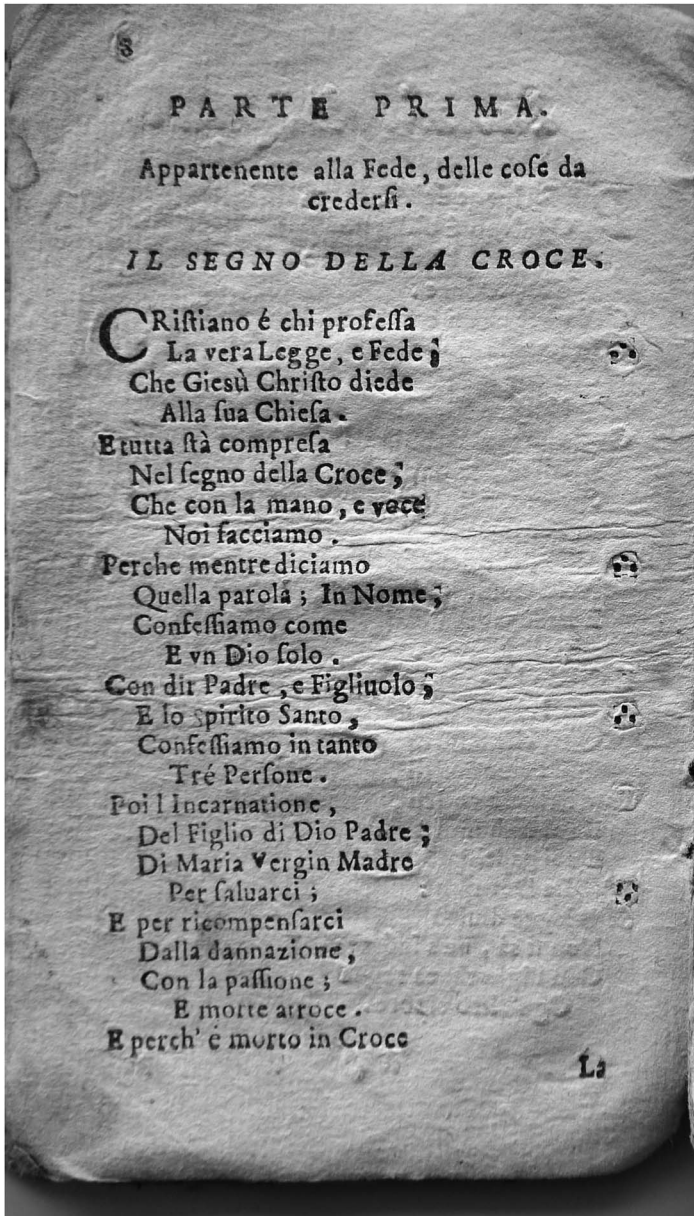 8
PARTE PRIMA.
Appartenente alla Fede, delle coſe da
crederſi.
IL SEGNO DELLA CROCE.
CRiſtiano é chi profeſſa
La vera Legge, e Fede;
Che Giesù Chriſto diede
Alla ſua Chieſa.
E tutta ſtà compreſa
Nel ſegno della Croce;
Che con la mano, e voce
Noi facciamo.
Perche mentre diciamo
Quella parola; In Nome;
Confeſſiamo come
E vn Dio ſolo.
Con dir Padre, e Figliuolo;
E lo Spirito Santo,
Confeſſiamo in tanto
Tré Perſone.
Poi l Incarnatione,
Del Figlio di Dio Padre;
Di Maria Vergin Madre
Per ſaluarci;
E per ricompenſarci
Dalla dannazione,
Con la paſſione;
E morte atroce.
E perch' è morto in Croce
La